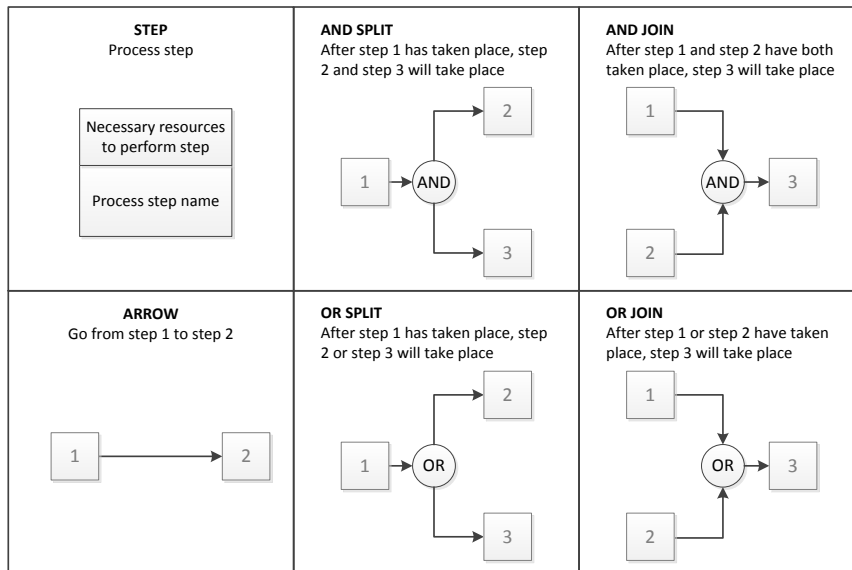 STEP
Process step
Necessary resources
to perform step
Process step name
AND SPLIT
After step 1 has taken place, step
2 and step 3 will take place
1
AND
2
3
AND JOIN
After step 1 and step 2 have both
taken place, step 3 will take place
1
AND
3
2
ARROW
Go from step 1 to step 2
1
2
OR SPLIT
After step 1 has taken place, step
2 or step 3 will take place
1
OR
2
3
OR JOIN
After step 1 or step 2 have taken
place, step 3 will take place
1
OR
3
2